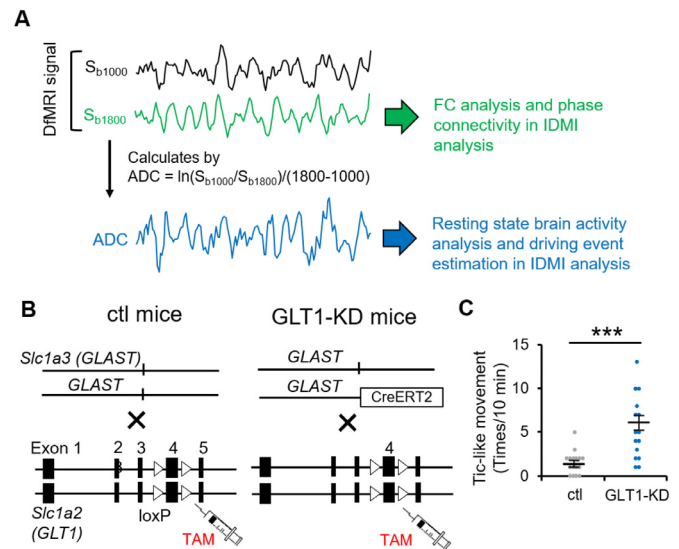 A
DfMRI signal
Sb1000
Sb1800
FC analysis and phase
connectivity in IDMI
analysis
Calculates by
ADC = ln(Sb1000/Sb1800)/(1800-1000)
ADC
Resting state brain activity
analysis and driving event
estimation in IDMI analysis
B
ctl mice
Slc1a3 (GLAST)
GLAST
Exon 1
2
3
4
5
loxP
Slc1a2
(GLT1)
TAM
GLT1-KD mice
GLAST
GLAST
CreERT2
4
TAM
C
***
Tic-like movement
(Times/10 min)
15
10
5
0
ctl
GLT1-KD